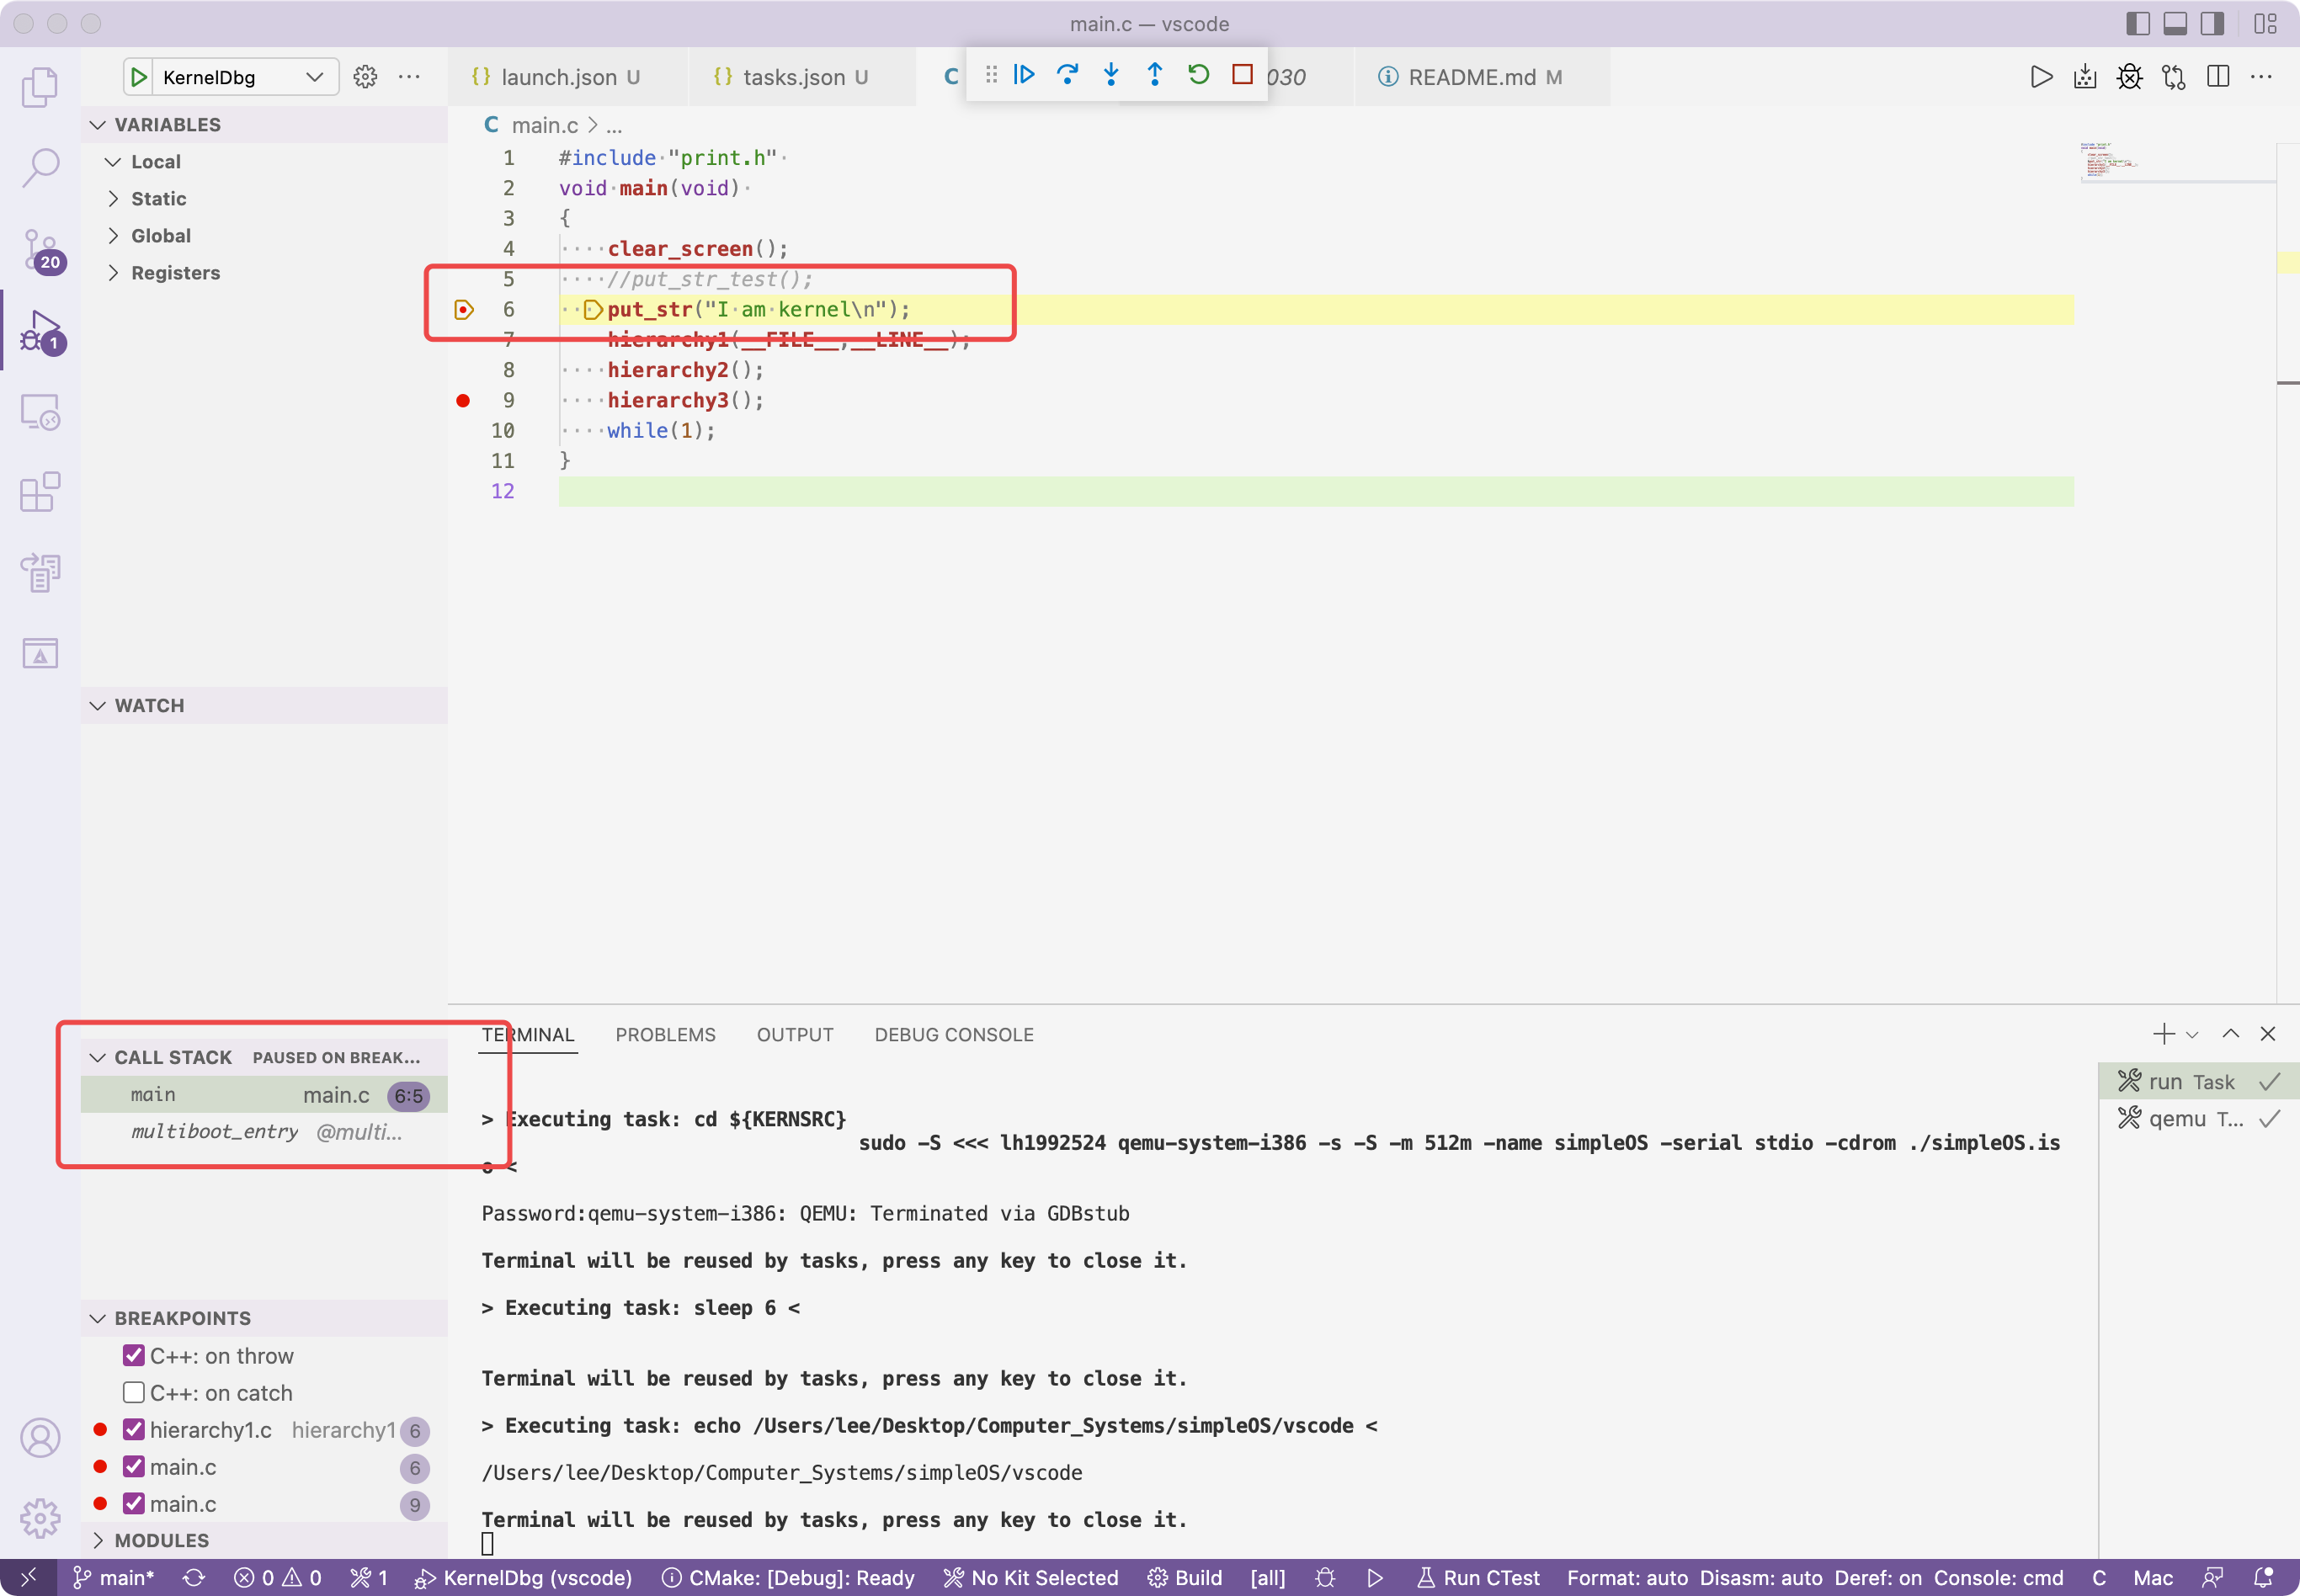 main.c — vscode
KernelDbg
launch.json U
tasks.json U
C
030
README.md M
VARIABLES
Local
Static
Global
Registers
C main.c > ...
1 #include "print.h"
2 void main(void)
3 {
4 clear_screen();
5 //put_str_test();
6 put_str("I am kernel\n");
7 hierarchy1(__FILE__,__LINE__);
8 hierarchy2();
9 hierarchy3();
10 while(1);
11 }
12
20
1
WATCH
CALL STACK PAUSED ON BREAK...
main main.c 6:5
multiboot_entry @multi...
BREAKPOINTS
C++: on throw
C++: on catch
hierarchy1.c hierarchy1 6
main.c 6
main.c 9
MODULES
TERMINAL PROBLEMS OUTPUT DEBUG CONSOLE
> Executing task: cd ${KERNSRC}
sudo -S <<< lh1992524 qemu-system-i386 -s -S -m 512m -name simpleOS -serial stdio -cdrom ./simpleOS.is
o <
Password:qemu-system-i386: QEMU: Terminated via GDBstub
Terminal will be reused by tasks, press any key to close it.
> Executing task: sleep 6 <
Terminal will be reused by tasks, press any key to close it.
> Executing task: echo /Users/lee/Desktop/Computer_Systems/simpleOS/vscode <
/Users/lee/Desktop/Computer_Systems/simpleOS/vscode
Terminal will be reused by tasks, press any key to close it.
run Task
qemu T...
main* 0 0 1 KernelDbg (vscode) CMake: [Debug]: Ready No Kit Selected Build [all] Run CTest Format: auto Disasm: auto Deref: on Console: cmd C Mac